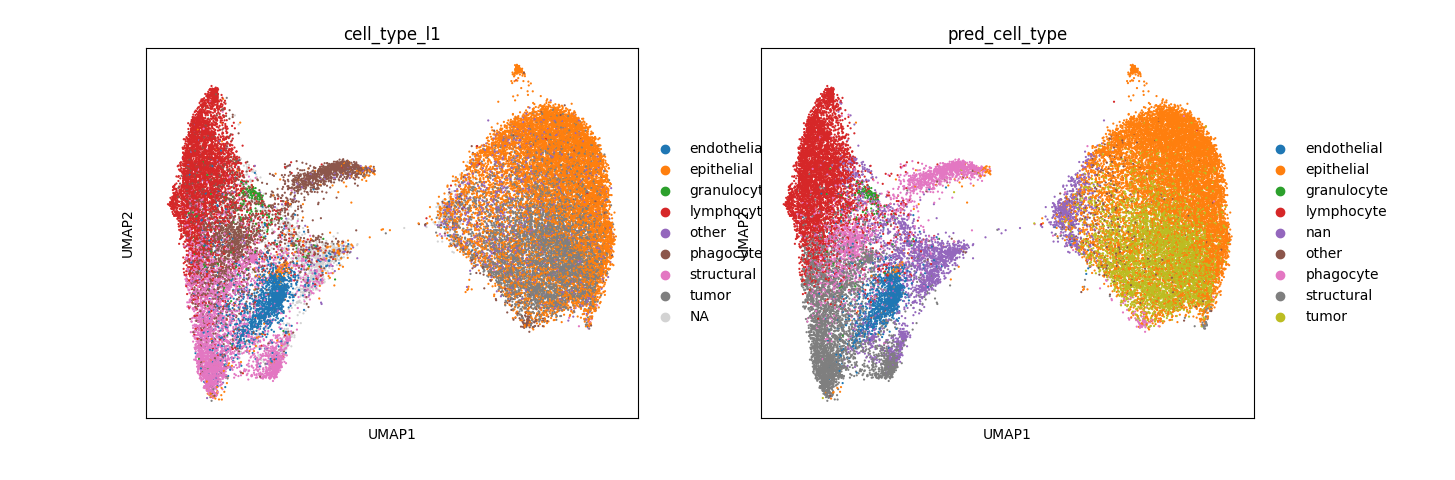 cell_type_l1
pred_cell_type
endothelia
epithelial
granulocyt
lymphocyt
other
phagocyte
structural
tumor
NA
endothelial
epithelial
granulocyte
lymphocyte
nan
other
phagocyte
structural
tumor
UMAP2
UMAP2
UMAP1
UMAP1